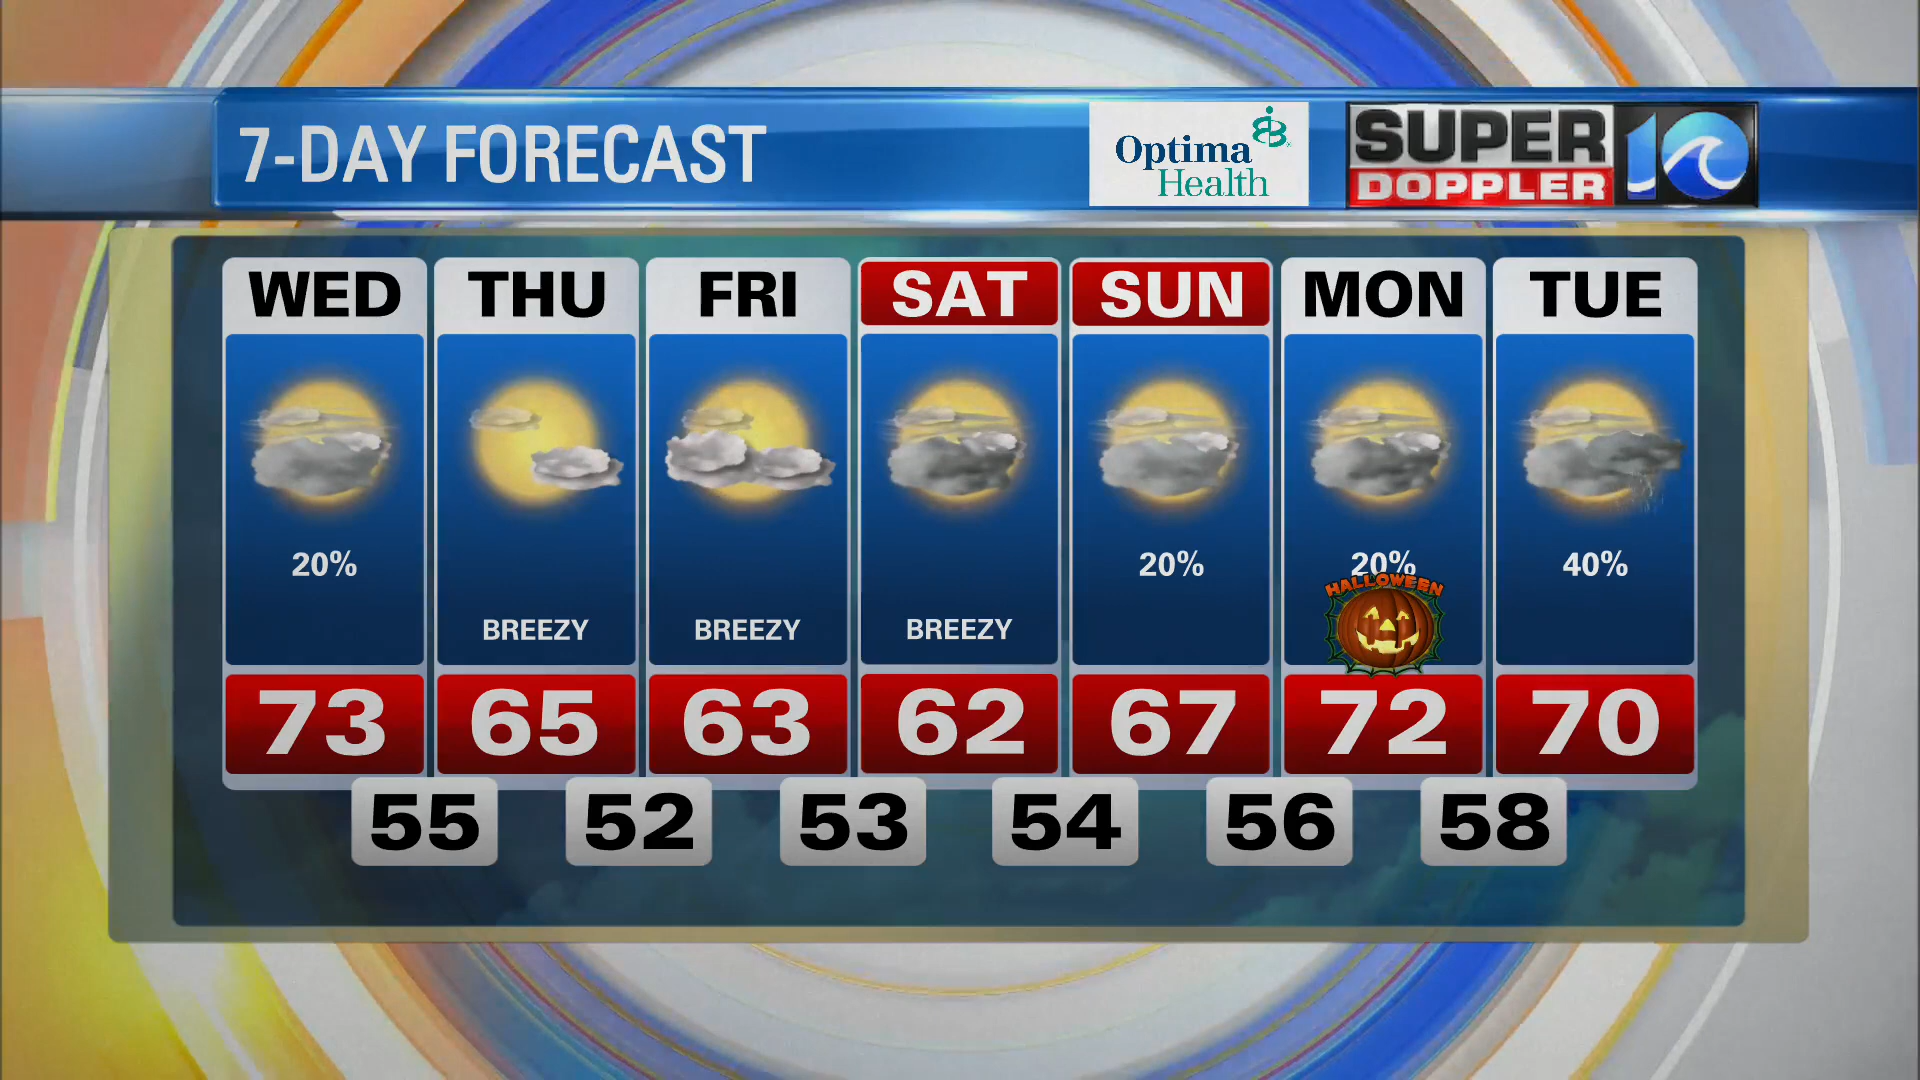 7-DAY FORECAST
Optima
Health
SUPER
DOPPLER
10
WED THU FRI SAT SUN MON TUE
20% 20% 20% 40%
HALLOWEEN
BREEZY BREEZY BREEZY
73 65 63 62 67 72 70
55 52 53 54 56 58